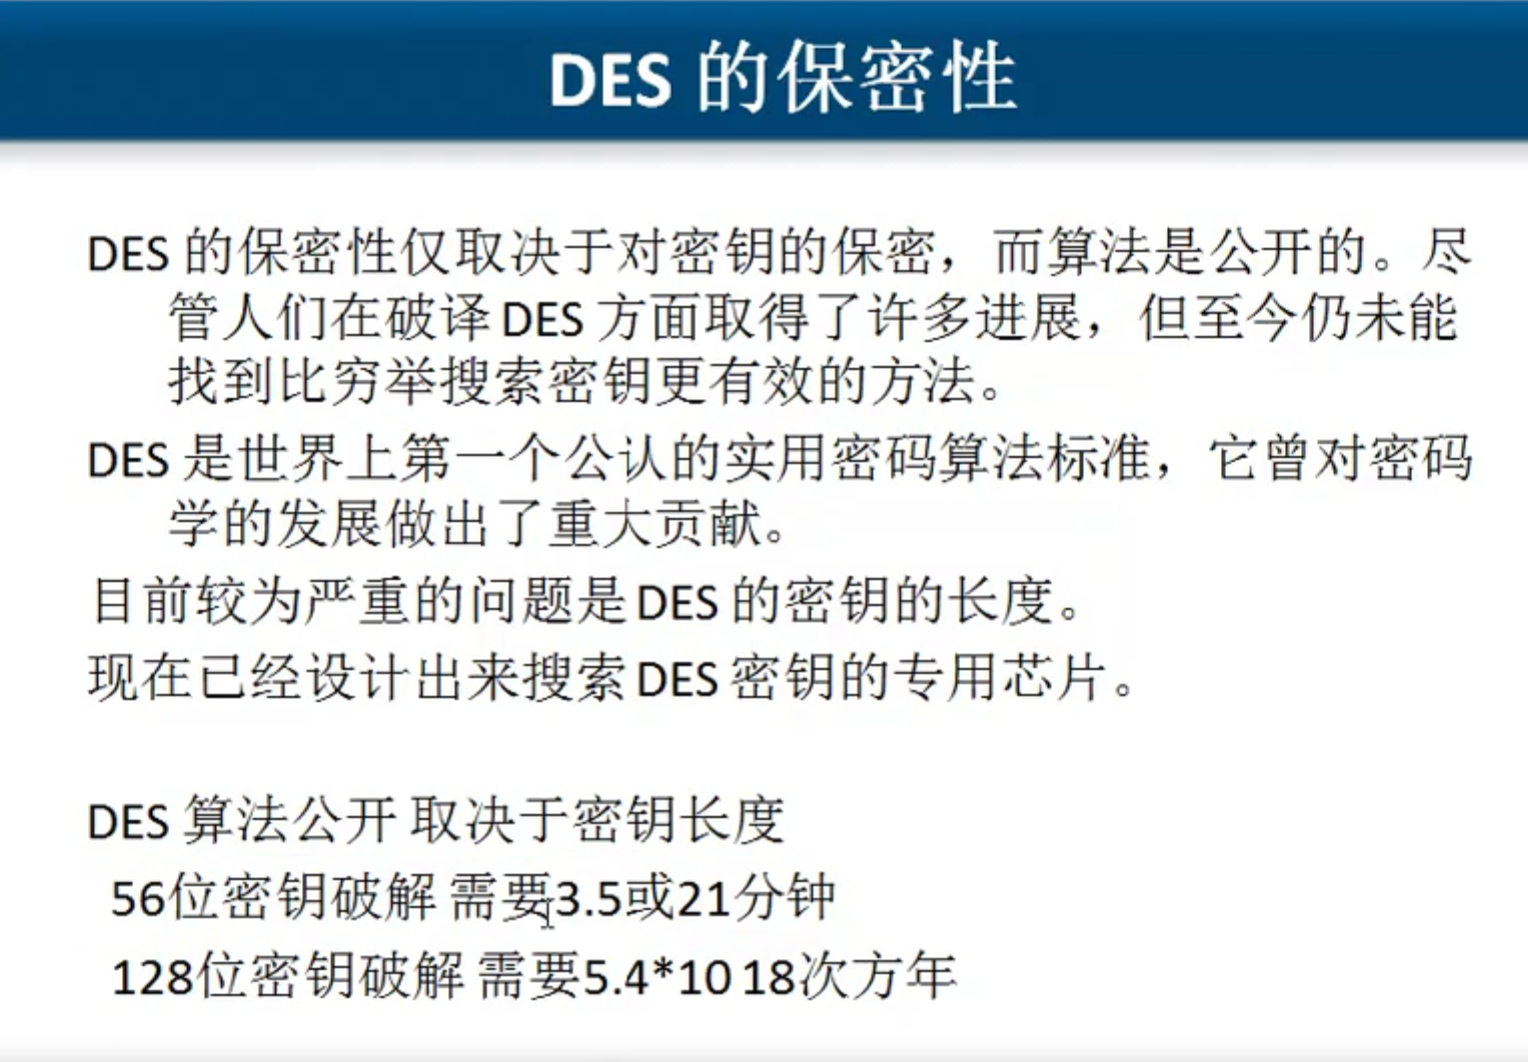 DES 的保密性
DES 的保密性仅取决于对密钥的保密，而算法是公开的。尽
管人们在破译 DES 方面取得了许多进展，但至今仍未能
找到比穷举搜索密钥更有效的方法。
DES 是世界上第一个公认的实用密码算法标准，它曾对密码
学的发展做出了重大贡献。
目前较为严重的问题是 DES 的密钥的长度。
现在已经设计出来搜索 DES 密钥的专用芯片。
DES 算法公开 取决于密钥长度
56位密钥破解 需要3.5或21分钟
128位密钥破解 需要5.4*10 18次方年